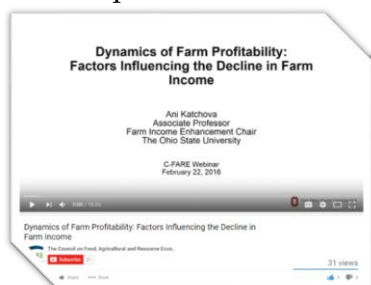 Dynamics of Farm Profitability:
Factors Influencing the Decline in Farm
Income
Ani Katchova
Associate Professor
Farm Income Enhancement Chair
The Ohio State University
C-FARE Webinar
February 22, 2016
Dynamics of Farm Profitability: Factors Influencing the Decline in
Farm Income
The Council on Food, Agricultural and Resource Econ..
Subscribe
31 views
Share